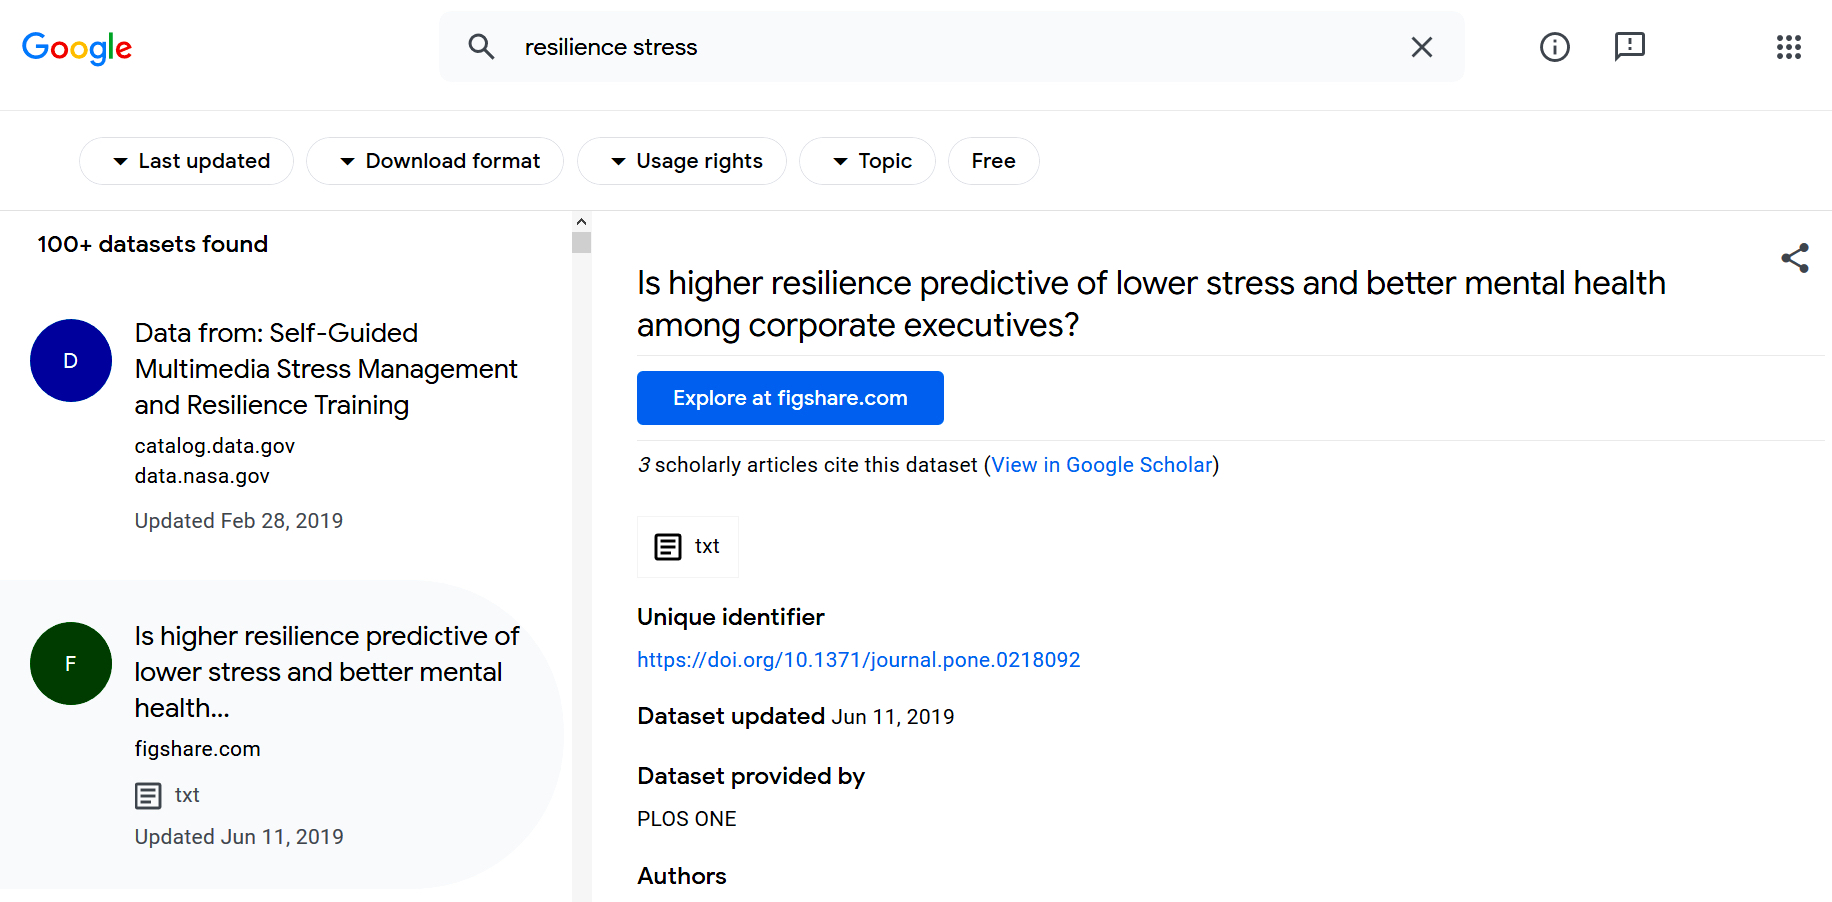 Google
resilience stress
Last updated
Download format
Usage rights
Topic
Free
100+ datasets found
D
Data from: Self-Guided
Multimedia Stress Management
and Resilience Training
catalog.data.gov
data.nasa.gov
Updated Feb 28, 2019
F
Is higher resilience predictive of
lower stress and better mental
health...
figshare.com
txt
Updated Jun 11, 2019
Is higher resilience predictive of lower stress and better mental health
among corporate executives?
Explore at figshare.com
3 scholarly articles cite this dataset (View in Google Scholar)
txt
Unique identifier
https://doi.org/10.1371/journal.pone.0218092
Dataset updated Jun 11, 2019
Dataset provided by
PLOS ONE
Authors